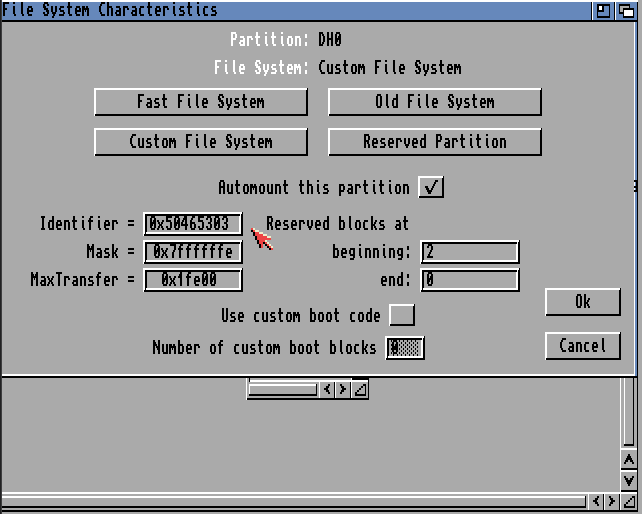 File System Characteristics
Partition: DH0
File System: Custom File System
Fast File System Old File System
Custom File System Reserved Partition
Automount this partition
Identifier = 0x50465303 Reserved blocks at
Mask = 0x7ffffffe beginning: 2
MaxTransfer = 0x1fe00 end: 0
Ok
Use custom boot code
Number of custom boot blocks 0
Cancel